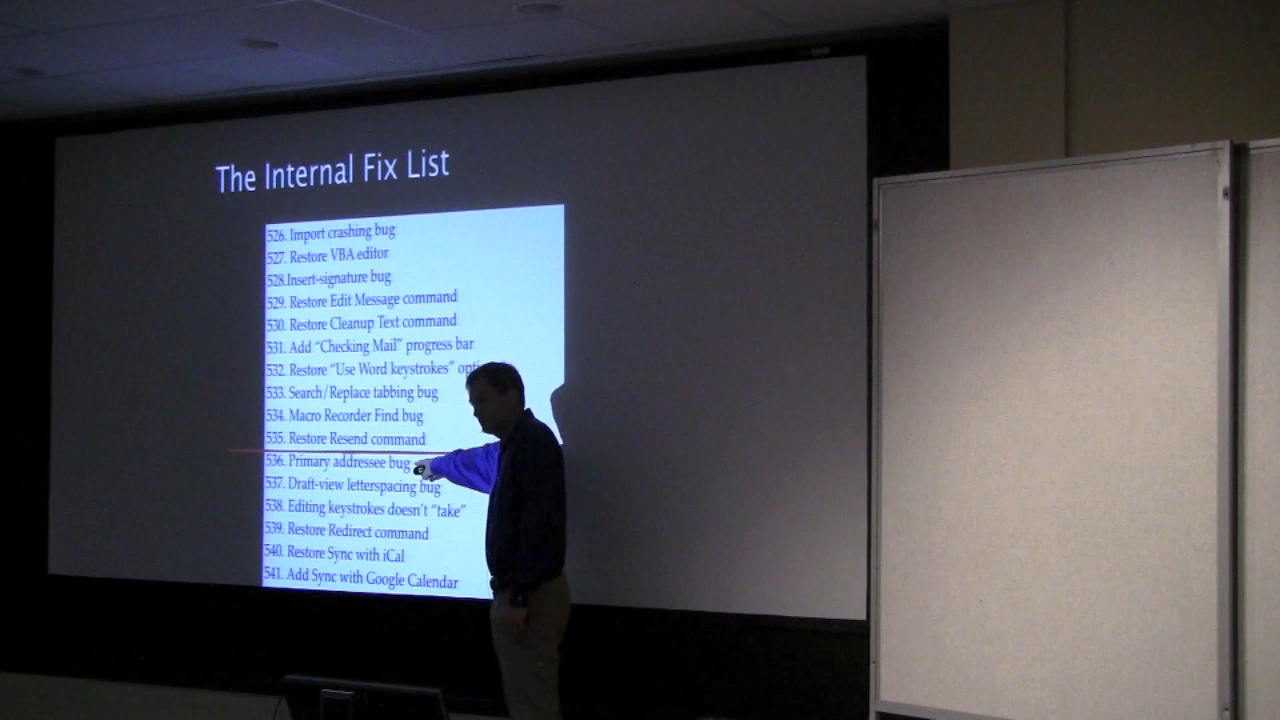 The Internal Fix List
526. Import crashing bug
527. Restore VBA editor
528.Insert-signature bug
529. Restore Edit Message command
530. Restore Cleanup Text command
531. Add “Checking Mail” progress bar
532. Restore “Use Word keystrokes”
533. Search/Replace tabbing bug
534. Macro Recorder Find bug
535. Restore Resend command
536. Primary addressee bug
537. Draft-view letterspacing bug
538. Editing keystrokes doesn’t “take”
539. Restore Redirect command
540. Restore Sync with iCal
541. Add Sync with Google Calendar